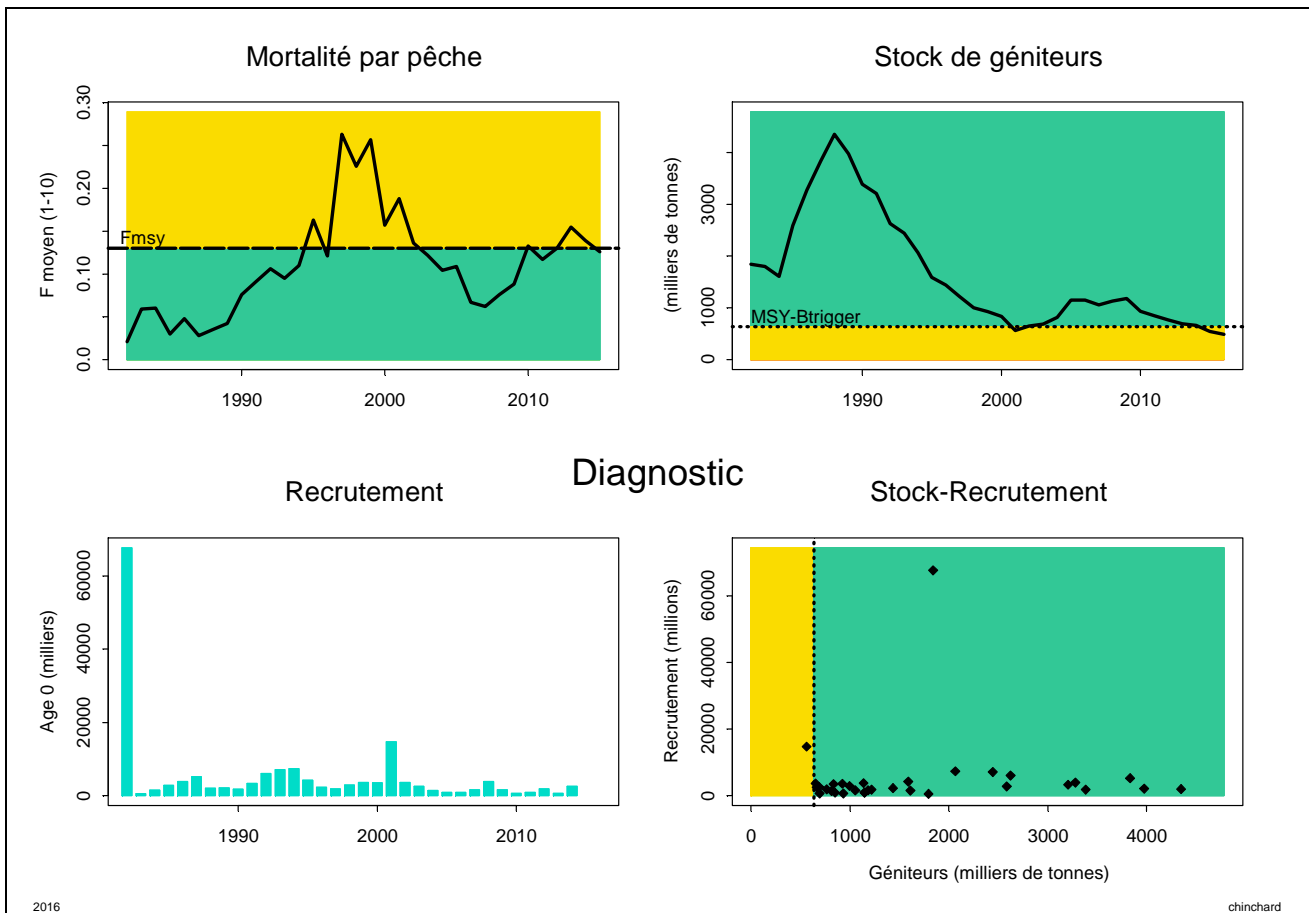 Mortalité par pêche
F moyen (1-10)
0.0
0.10
0.20
0.30
Fmsy
1990
2000
2010
Stock de géniteurs
(milliers de tonnes)
0
1000
3000
MSY-Btrigger
1990
2000
2010
Diagnostic
Recrutement
Age 0 (milliers)
0
20000
40000
60000
1990
2000
2010
Stock-Recrutement
Recrutement (millions)
0
20000
40000
60000
0
1000
2000
3000
4000
Géniteurs (milliers de tonnes)
2016
chinchard